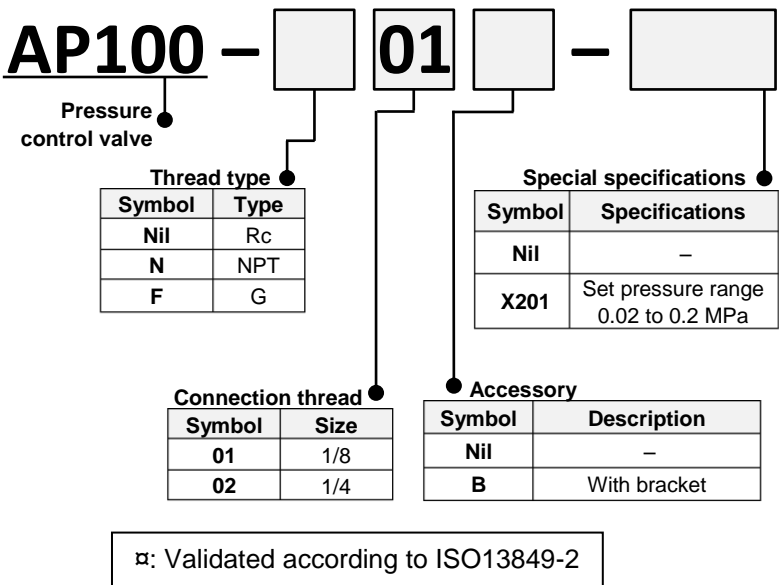 AP100 – 01 –
Pressure
control valve
Thread type
Symbol Type
Nil Rc
N NPT
F G
Special specifications
Symbol Specifications
Nil –
X201 Set pressure range
0.02 to 0.2 MPa
Connection thread
Symbol Size
01 1/8
02 1/4
Accessory
Symbol Description
Nil –
B With bracket
¤: Validated according to ISO13849-2